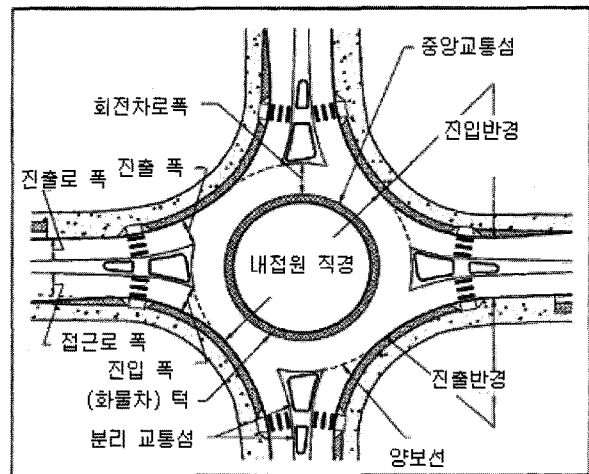 중앙교통섬
회전차로폭
진입반경
진출 폭
진출로 폭
내접원 직경
접근로 폭
진입 폭
(화물차) 턱
진출반경
분리 교통섬
양보선